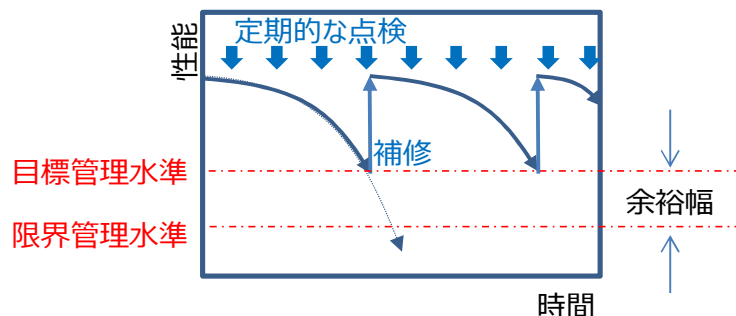 定期的な点検
性能
補修
目標管理水準
余裕幅
限界管理水準
時間